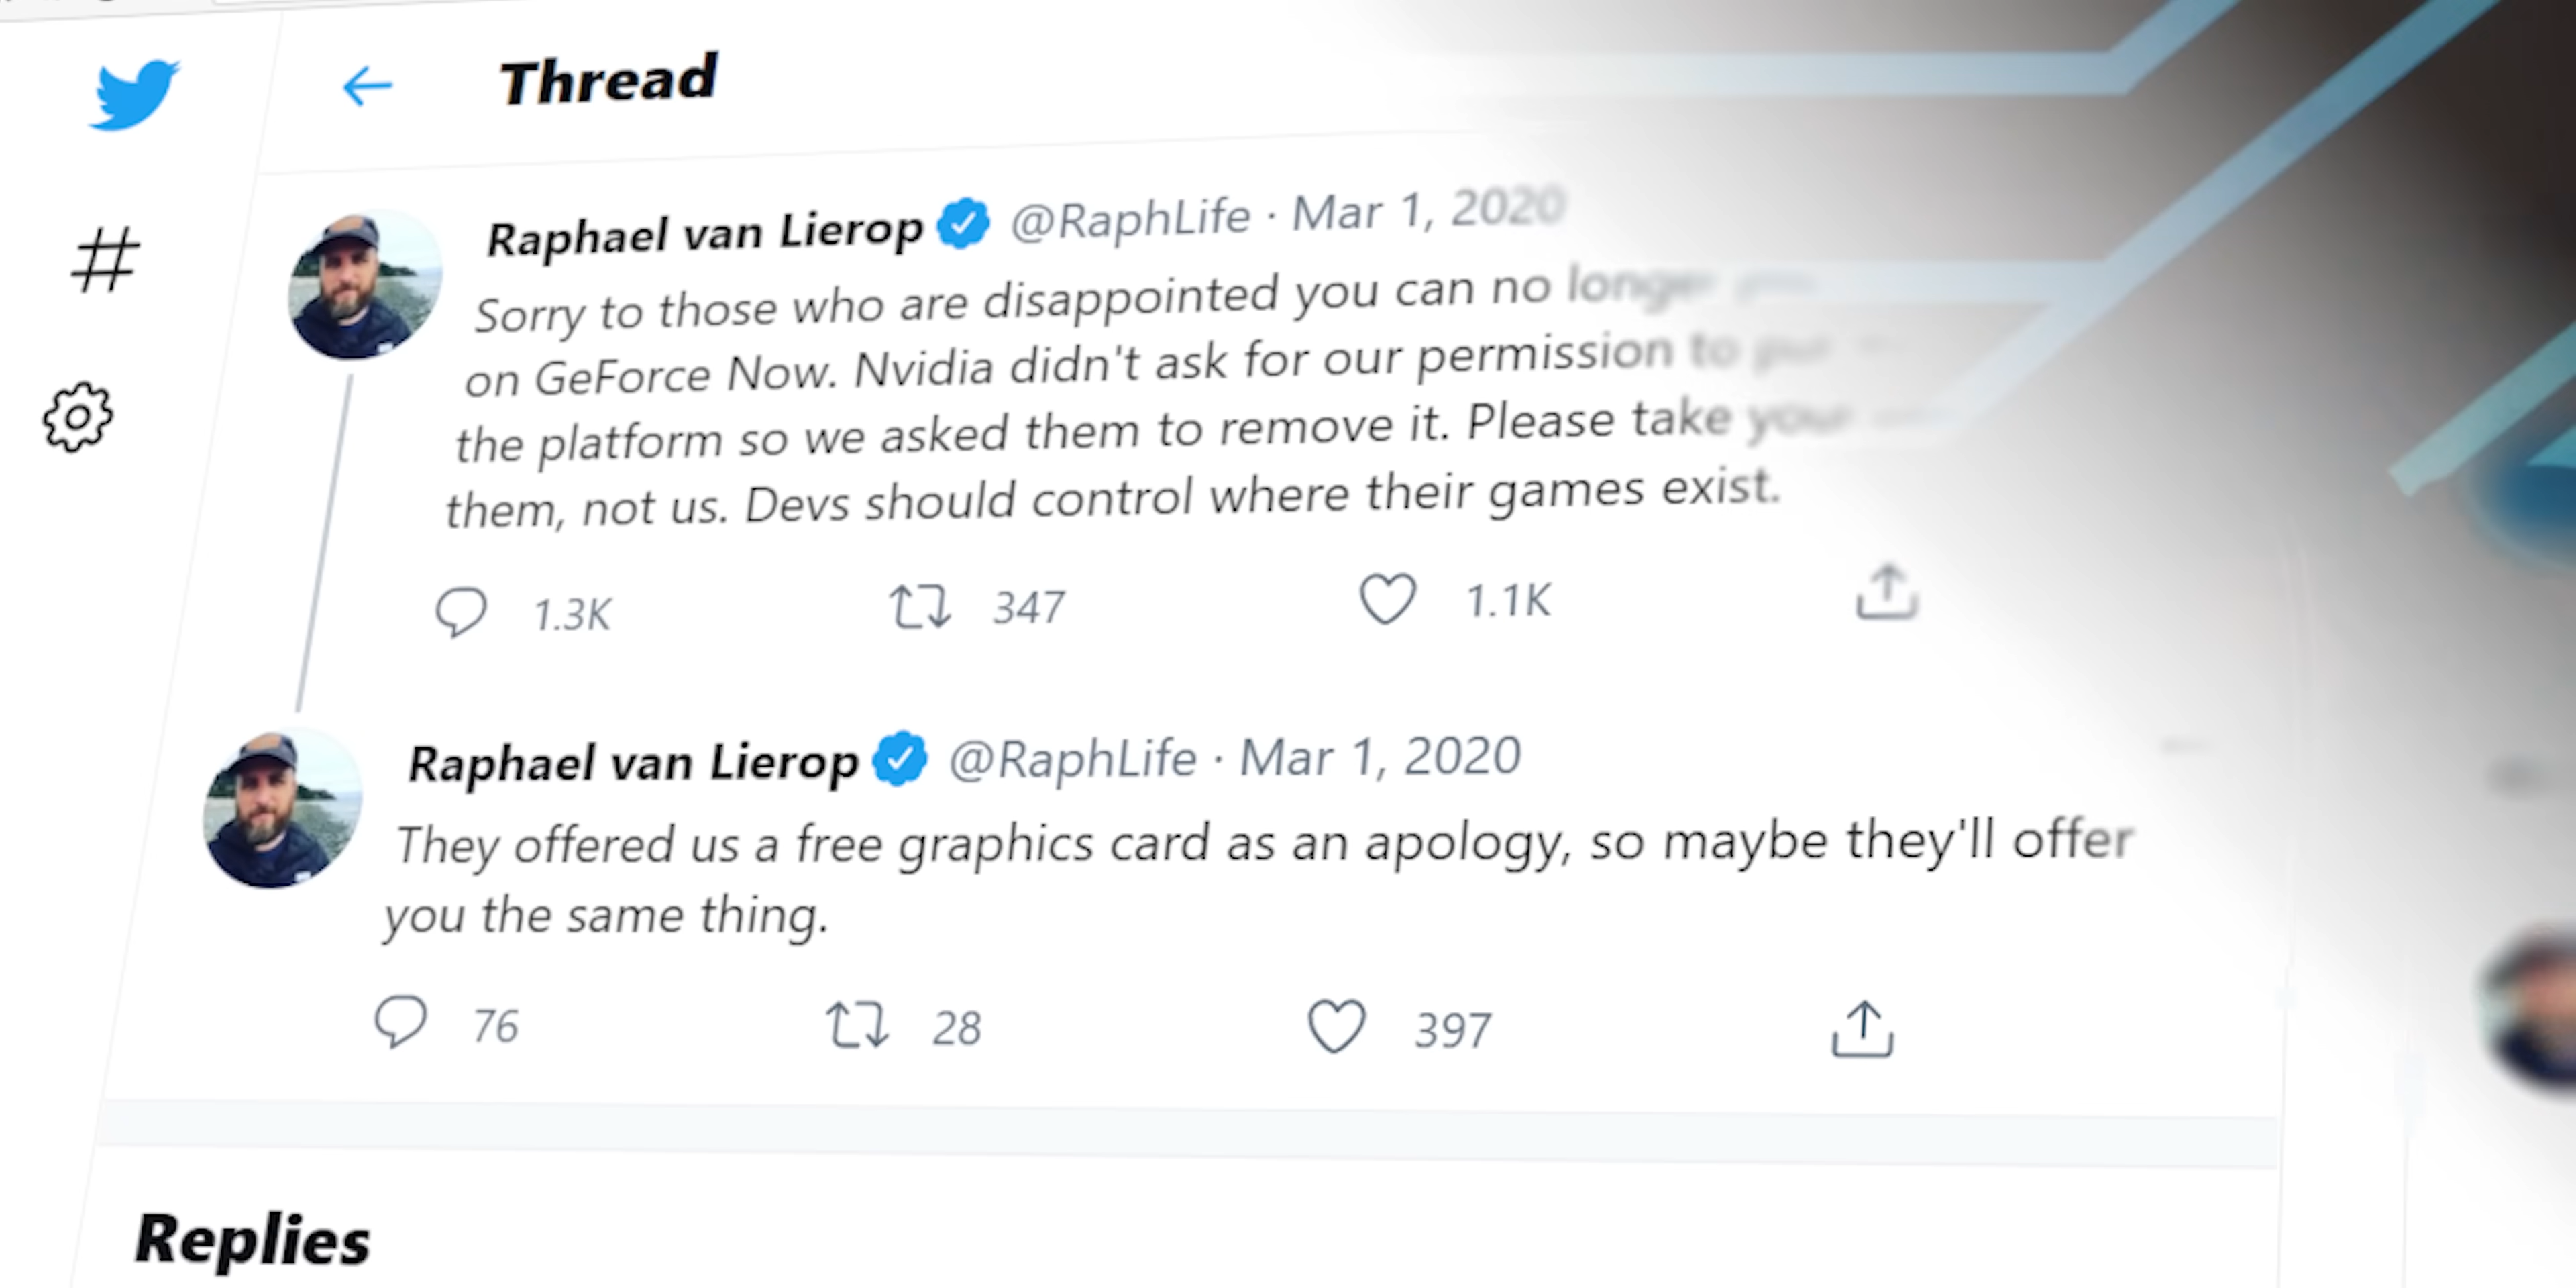 Thread
Raphael van Lierop @RaphLife · Mar 1, 2020
Sorry to those who are disappointed you can no longer
on GeForce Now. Nvidia didn't ask for our permission to put
the platform so we asked them to remove it. Please take your
them, not us. Devs should control where their games exist.
1.3K 347 1.1K
Raphael van Lierop @RaphLife · Mar 1, 2020
They offered us a free graphics card as an apology, so maybe they'll offer
you the same thing.
76 28 397
Replies